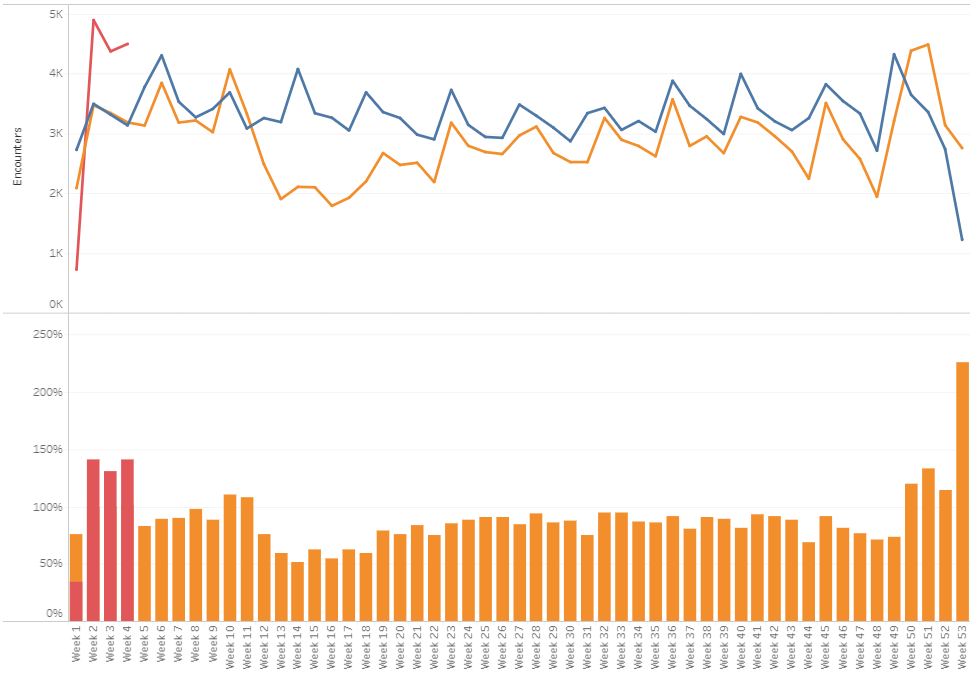 5K
4K
3K
2K
1K
0K
Encounters
250%
200%
150%
100%
50%
0%
Week 1
Week 2
Week 3
Week 4
Week 5
Week 6
Week 7
Week 8
Week 9
Week 10
Week 11
Week 12
Week 13
Week 14
Week 15
Week 16
Week 17
Week 18
Week 19
Week 20
Week 21
Week 22
Week 23
Week 24
Week 25
Week 26
Week 27
Week 28
Week 29
Week 30
Week 31
Week 32
Week 33
Week 34
Week 35
Week 36
Week 37
Week 38
Week 39
Week 40
Week 41
Week 42
Week 43
Week 44
Week 45
Week 46
Week 47
Week 48
Week 49
Week 50
Week 51
Week 52
Week 53